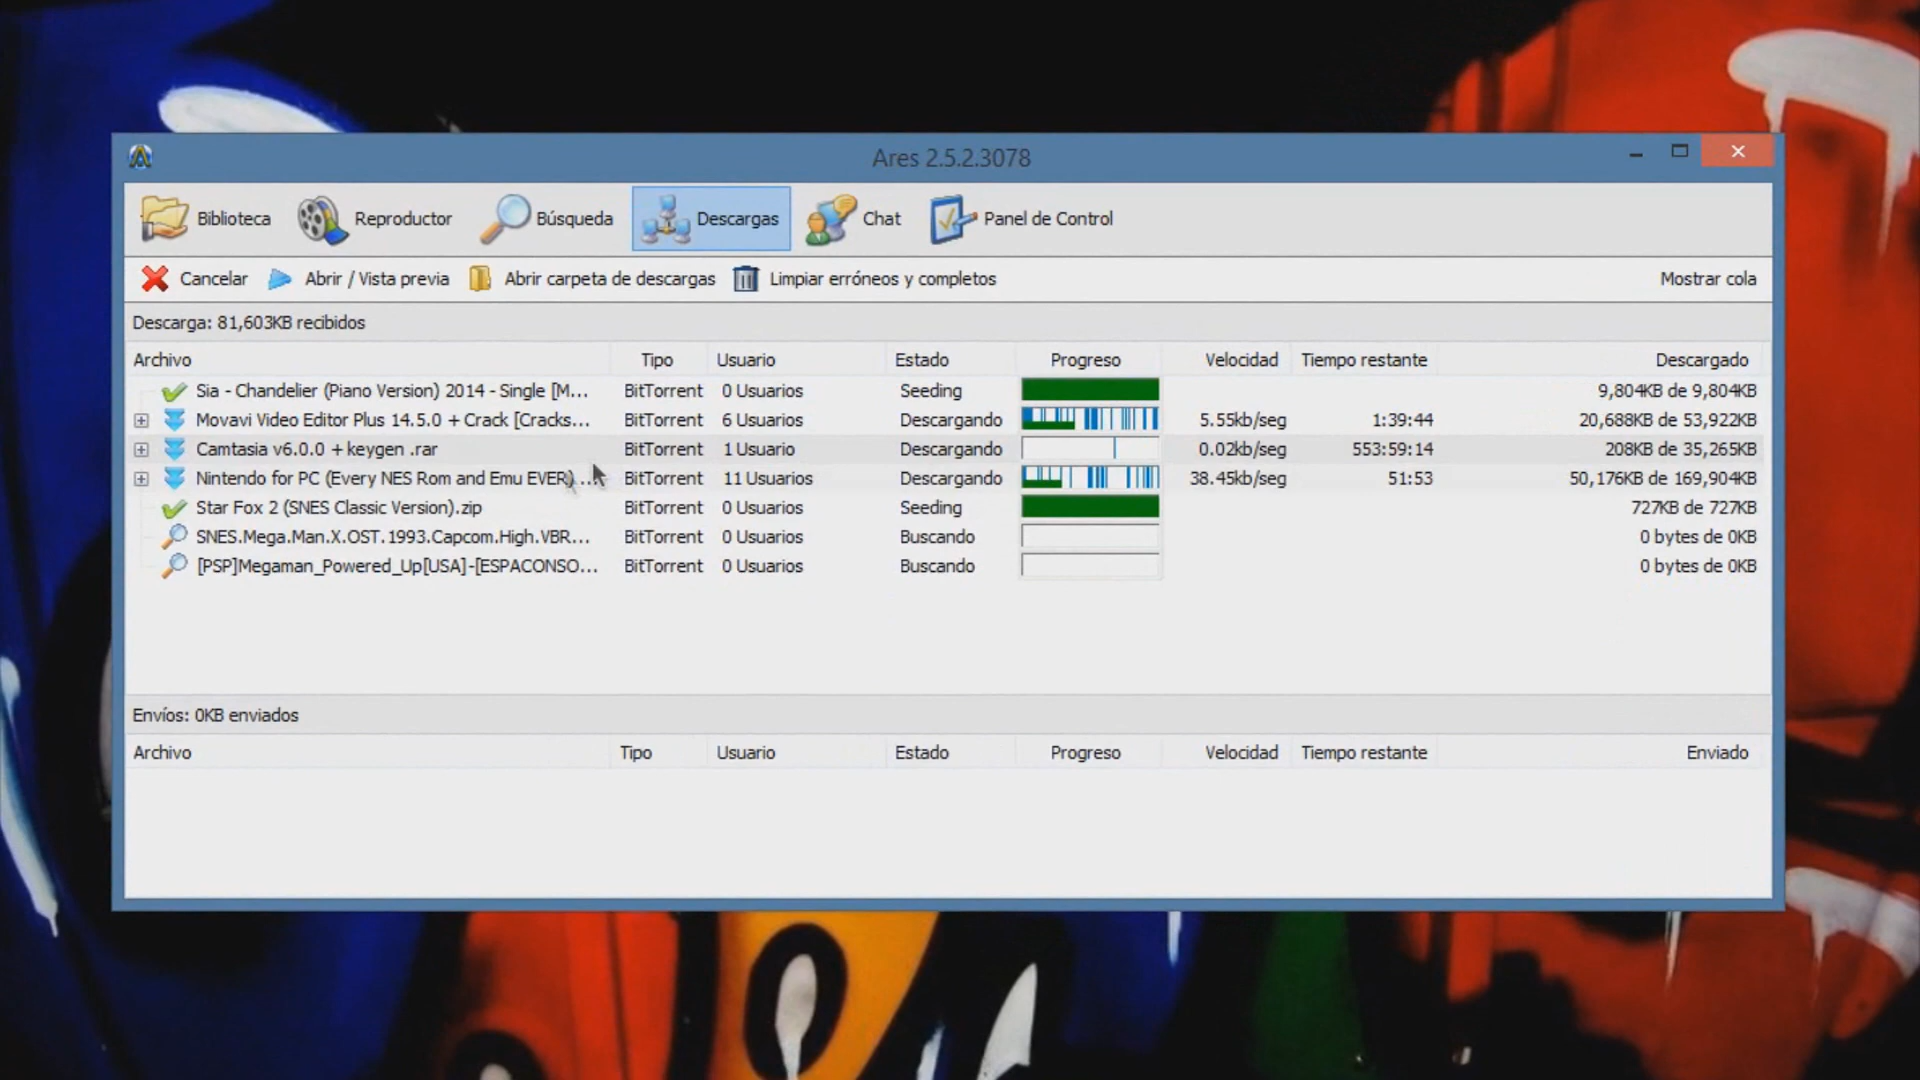 Ares 2.5.2.3078
Biblioteca Reproductor Búsqueda Descargas Chat Panel de Control
Cancelar Abrir / Vista previa Abrir carpeta de descargas Limpiar erróneos y completos Mostrar cola
Descarga: 81,603KB recibidos
Archivo Tipo Usuario Estado Progreso Velocidad Tiempo restante Descargado
Sia - Chandelier (Piano Version) 2014 - Single [M... BitTorrent 0 Usuarios Seeding 9,804KB de 9,804KB
Movavi Video Editor Plus 14.5.0 + Crack [Cracks... BitTorrent 6 Usuarios Descargando 5.55kb/seg 1:39:44 20,688KB de 53,922KB
Camtasia v6.0.0 + keygen .rar BitTorrent 1 Usuario Descargando 0.02kb/seg 553:59:14 208KB de 35,265KB
Nintendo for PC (Every NES Rom and Emu EVER) ... BitTorrent 11 Usuarios Descargando 38.45kb/seg 51:53 50,176KB de 169,904KB
Star Fox 2 (SNES Classic Version).zip BitTorrent 0 Usuarios Seeding 727KB de 727KB
SNES.Mega.Man.X.OST.1993.Capcom.High.VBR... BitTorrent 0 Usuarios Buscando 0 bytes de 0KB
[PSP]Megaman_Powered_Up[USA]-[ESPACONSO... BitTorrent 0 Usuarios Buscando 0 bytes de 0KB
Envíos: 0KB enviados
Archivo Tipo Usuario Estado Progreso Velocidad Tiempo restante Enviado